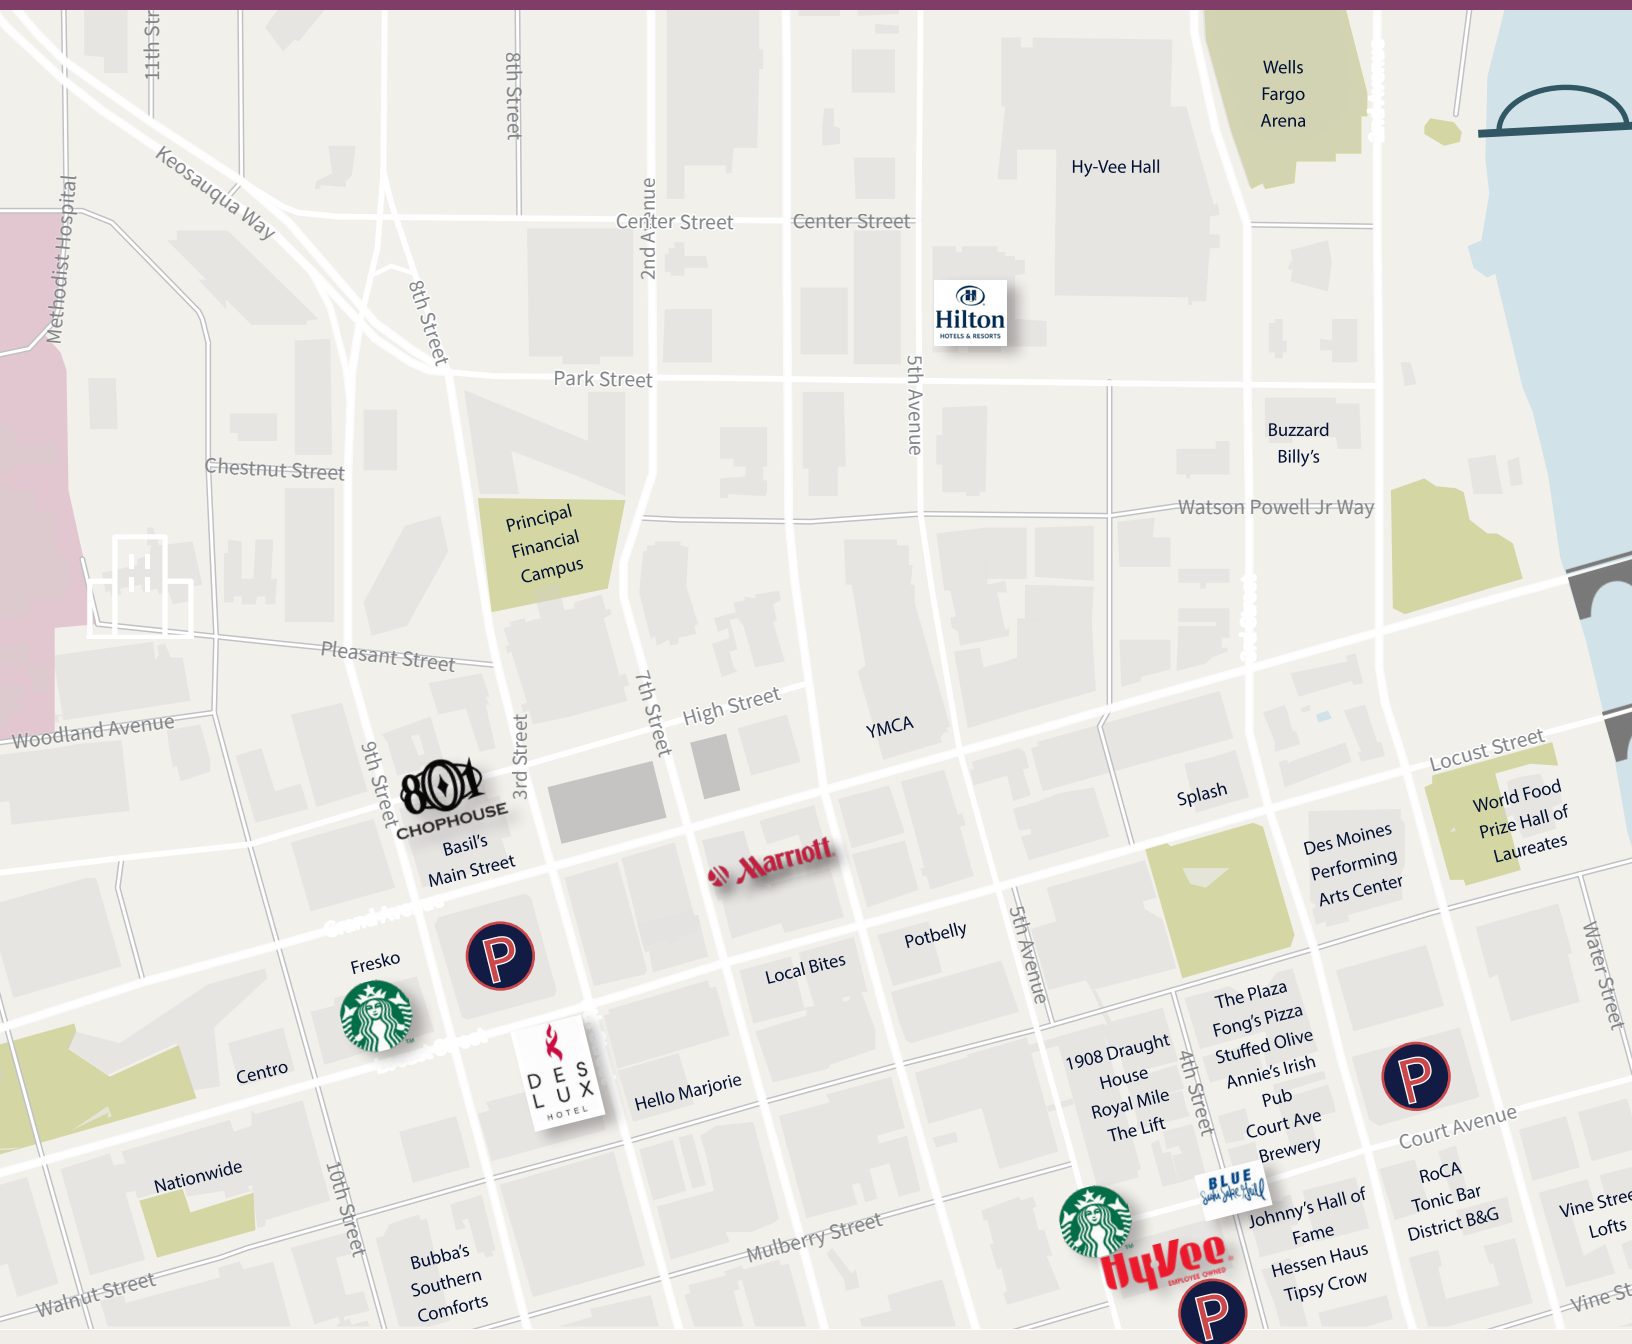 11th Str
8th Street
Wells
Fargo
Arena
Hy-Vee Hall
Keosauqua Way
Methodist Hospital
Center Street
Center Street
2nd Avenue
8th Street
Hilton
HOTELS & RESORTS
Park Street
5th Avenue
Buzzard
Billy's
Chestnut Street
Watson Powell Jr Way
Principal
Financial
Campus
Pleasant Street
7th Street
High Street
YMCA
Woodland Avenue
9th Street
3rd Street
801
CHOPHOUSE
Basil's
Main Street
Marriott
Splash
Locust Street
World Food
Prize Hall of
Laureates
Des Moines
Performing
Arts Center
Grand Avenue
P
Fresko
Local Bites
Potbelly
5th Avenue
Water Street
Centro
DES
LUX
HOTEL
Hello Marjorie
The Plaza
Fong's Pizza
Stuffed Olive
Annie's Irish
Pub
Court Ave
Brewery
1908 Draught
House
Royal Mile
The Lift
4th Street
P
Court Avenue
Nationwide
10th Street
BLUE
Sushi Sake Grill
RoCA
Tonic Bar
District B&G
Vine Stree
Lofts
Johnny's Hall of
Fame
Hessen Haus
Tipsy Crow
Mulberry Street
HyVee
EMPLOYEE OWNED
P
Bubba's
Southern
Comforts
Walnut Street
Vine St